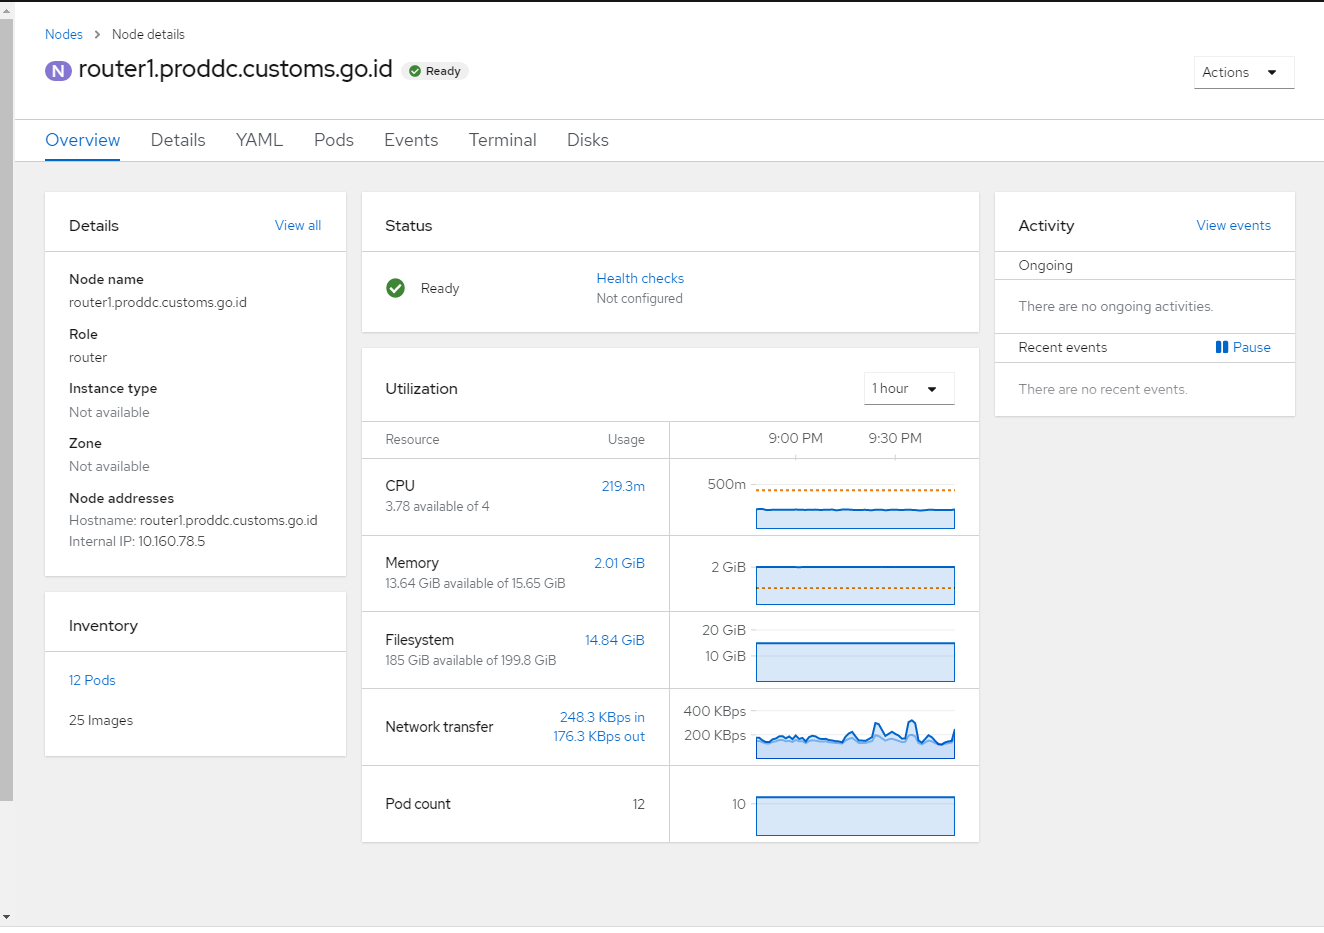 Nodes > Node details
N router1.proddc.customs.go.id Ready
Actions
Overview Details YAML Pods Events Terminal Disks
Details View all
Node name
router1.proddc.customs.go.id
Role
router
Instance type
Not available
Zone
Not available
Node addresses
Hostname: router1.proddc.customs.go.id
Internal IP: 10.160.78.5
Inventory
12 Pods
25 Images
Status
Ready
Health checks
Not configured
Utilization
1 hour
Resource Usage 9:00 PM 9:30 PM
CPU 219.3m
3.78 available of 4
500m
Memory 2.01 GiB
13.64 GiB available of 15.65 GiB
2 GiB
Filesystem 14.84 GiB
185 GiB available of 199.8 GiB
20 GiB
10 GiB
Network transfer
248.3 KBps in
176.3 KBps out
400 KBps
200 KBps
Pod count 12
10
Activity View events
Ongoing
There are no ongoing activities.
Recent events Pause
There are no recent events.